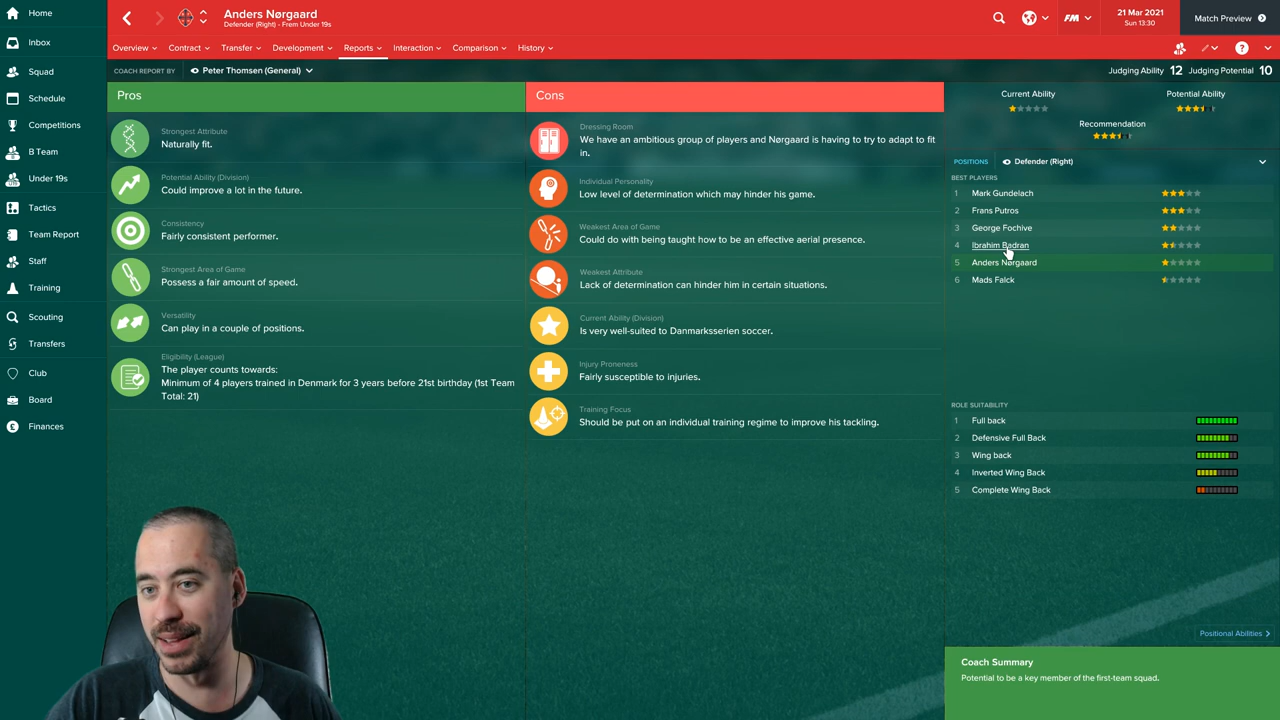 Home
Inbox
Squad
Schedule
Competitions
B Team
Under 19s
Tactics
Team Report
Staff
Training
Scouting
Transfers
Club
Board
Finances
Anders Nørgaard
Defender (Right) - Frem Under 19s
FM
21 Mar 2021
Sun 13:30
Match Preview
Overview
Contract
Transfer
Development
Reports
Interaction
Comparison
History
COACH REPORT BY
Peter Thomsen (General)
Judging Ability 12 Judging Potential 10
Pros
Strongest Attribute
Naturally fit.
Potential Ability (Division)
Could improve a lot in the future.
Consistency
Fairly consistent performer.
Strongest Area of Game
Possess a fair amount of speed.
Versatility
Can play in a couple of positions.
Eligibility (League)
The player counts towards:
Minimum of 4 players trained in Denmark for 3 years before 21st birthday (1st Team
Total: 21)
Cons
Dressing Room
We have an ambitious group of players and Nørgaard is having to try to adapt to fit
in.
Individual Personality
Low level of determination which may hinder his game.
Weakest Area of Game
Could do with being taught how to be an effective aerial presence.
Weakest Attribute
Lack of determination can hinder him in certain situations.
Current Ability (Division)
Is very well-suited to Danmarksserien soccer.
Injury Proneness
Fairly susceptible to injuries.
Training Focus
Should be put on an individual training regime to improve his tackling.
Current Ability
Potential Ability
Recommendation
POSITIONS
Defender (Right)
BEST PLAYERS
1 Mark Gundelach
2 Frans Putros
3 George Fochive
4 Ibrahim Badran
5 Anders Nørgaard
6 Mads Falck
ROLE SUITABILITY
1 Full back
2 Defensive Full Back
3 Wing back
4 Inverted Wing Back
5 Complete Wing Back
Positional Abilities
Coach Summary
Potential to be a key member of the first-team squad.